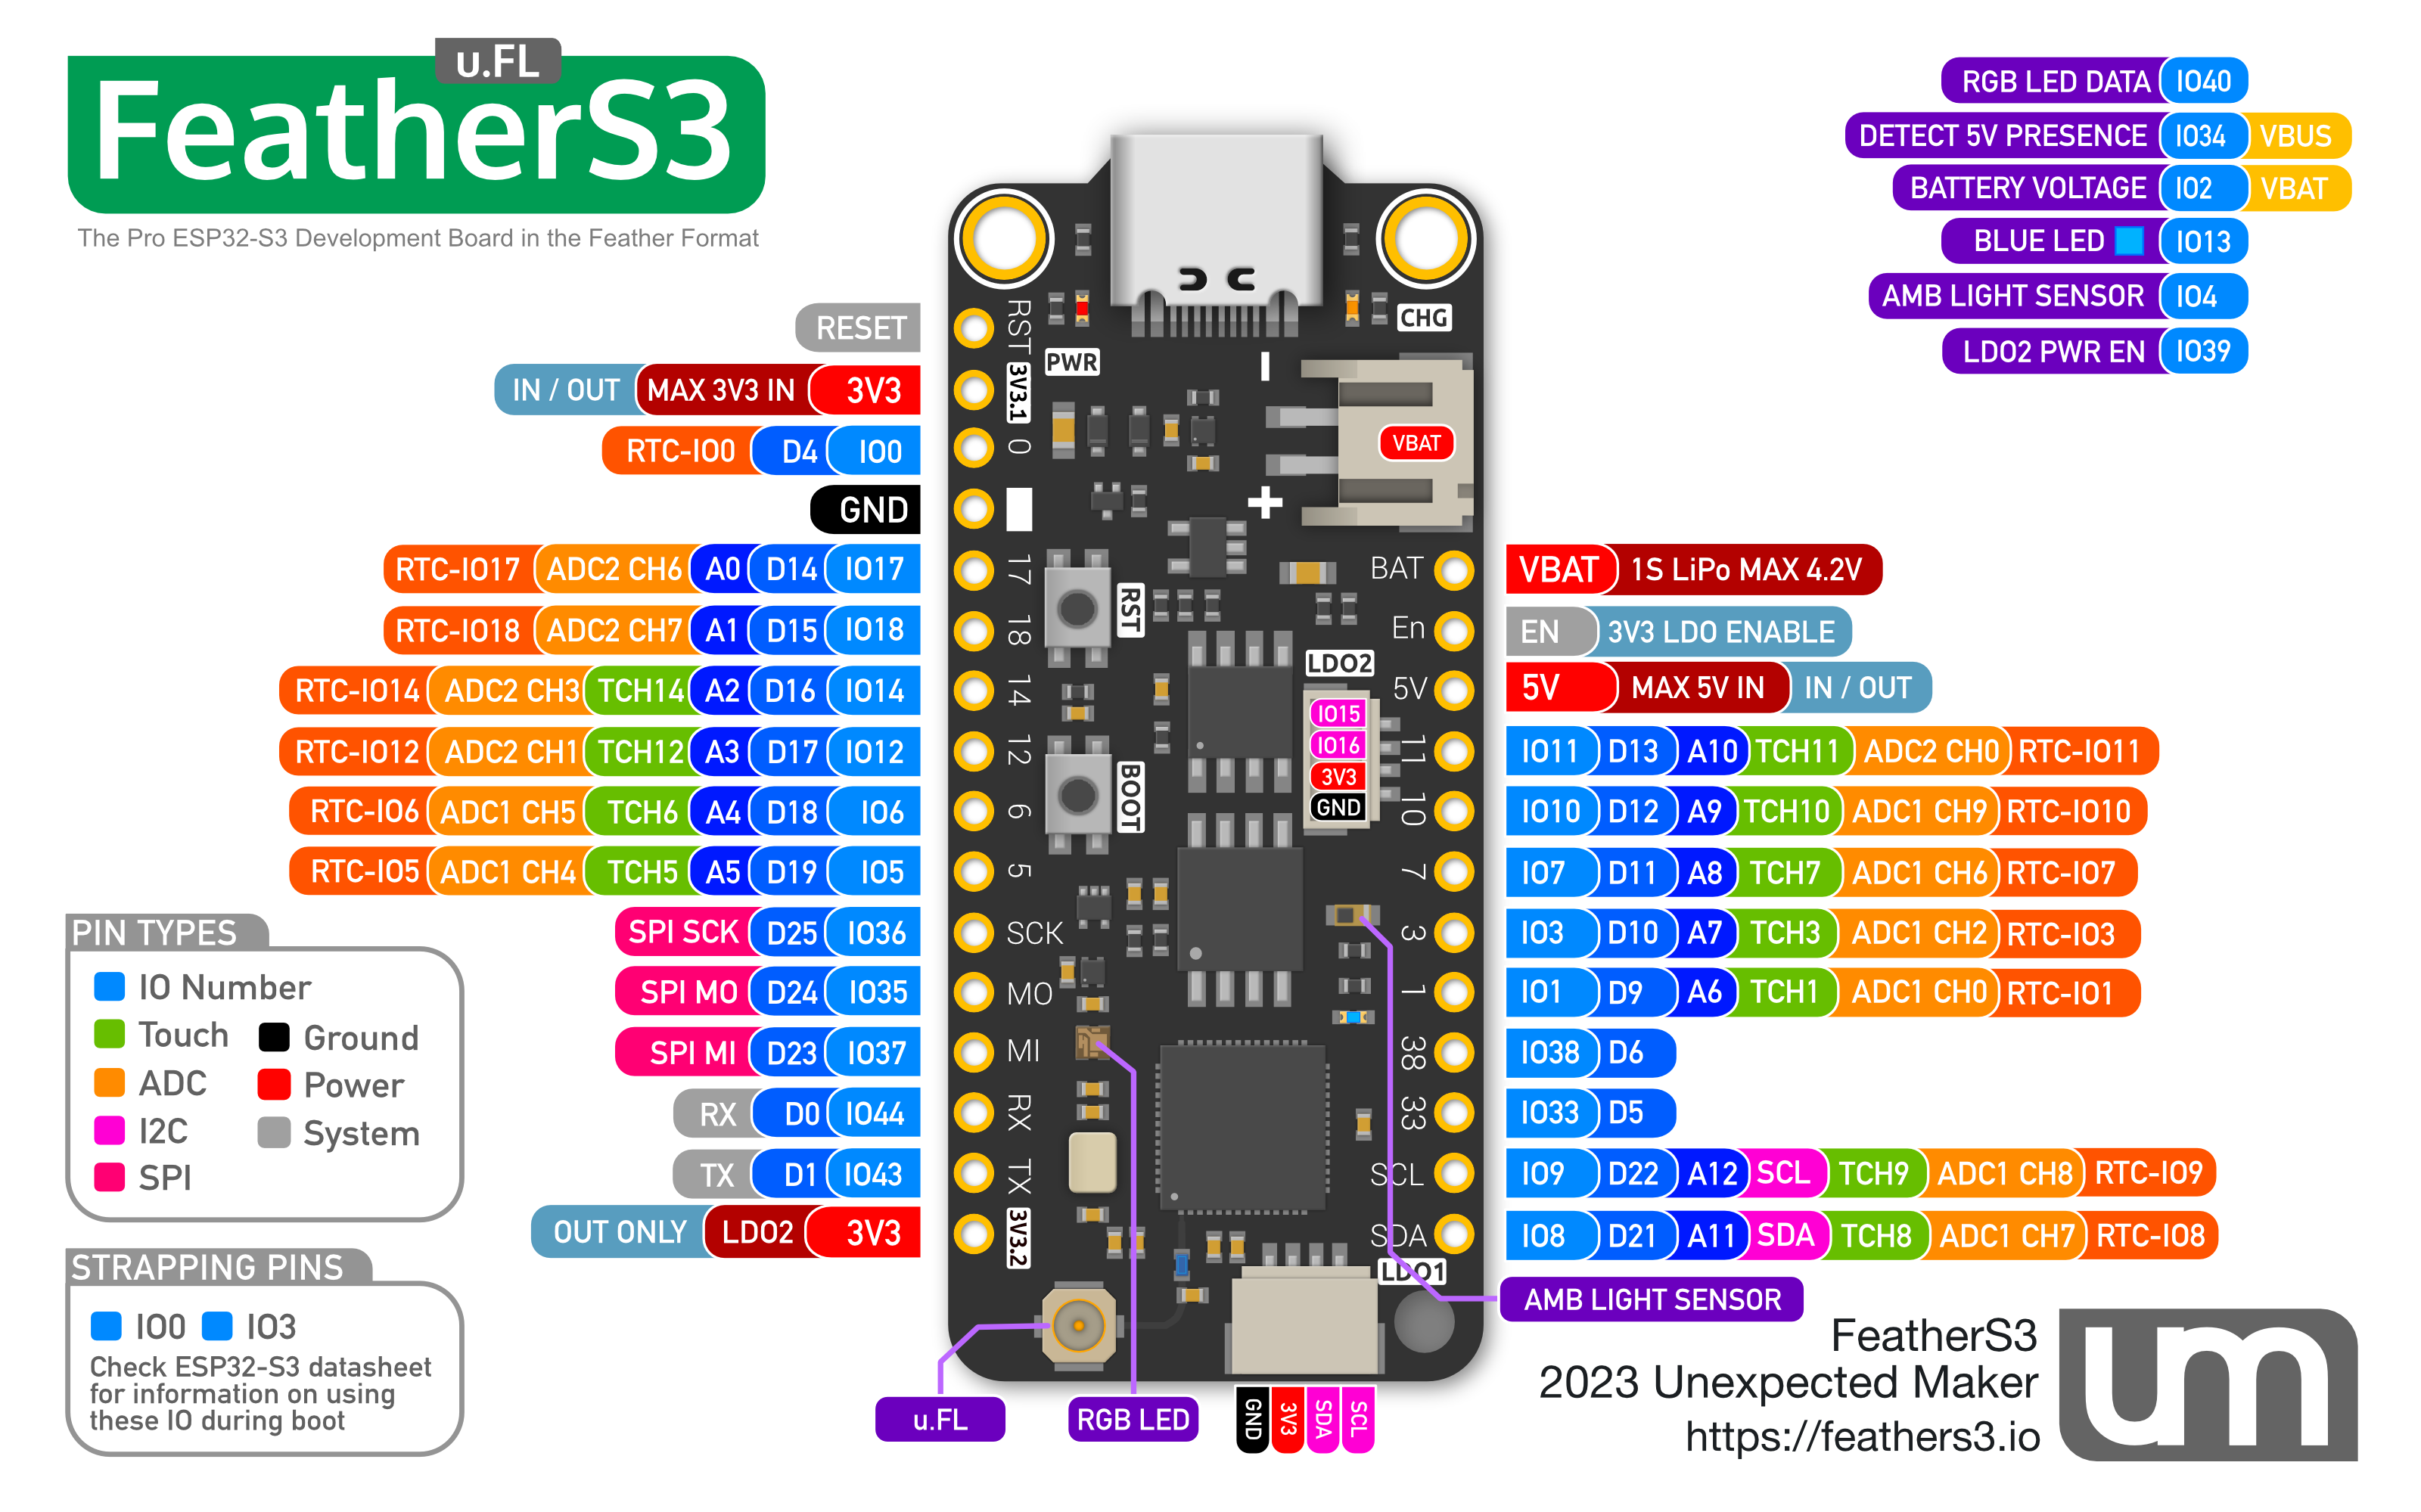 u.FL
FeatherS3
The Pro ESP32-S3 Development Board in the Feather Format
RGB LED DATA IO40
DETECT 5V PRESENCE IO34 VBUS
BATTERY VOLTAGE IO2 VBAT
BLUE LED IO13
AMB LIGHT SENSOR IO4
LDO2 PWR EN IO39
RESET
IN / OUT MAX 3V3 IN 3V3
RTC-IO0 D4 IO0
GND
RTC-IO17 ADC2 CH6 A0 D14 IO17
RTC-IO18 ADC2 CH7 A1 D15 IO18
RTC-IO14 ADC2 CH3 TCH14 A2 D16 IO14
RTC-IO12 ADC2 CH1 TCH12 A3 D17 IO12
RTC-IO6 ADC1 CH5 TCH6 A4 D18 IO6
RTC-IO5 ADC1 CH4 TCH5 A5 D19 IO5
SPI SCK D25 IO36
SPI MO D24 IO35
SPI MI D23 IO37
RX D0 IO44
TX D1 IO43
OUT ONLY LDO2 3V3
RST
3V3.1
0
17
18
14
12
6
5
SCK
MO
MI
RX
TX
3V3.2
PWR
CHG
-
VBAT
+
RST
BOOT
LDO2
IO15
IO16
3V3
GND
BAT
En
5V
11
10
7
3
1
38
33
SCL
SDA
LDO1
VBAT 1S LiPo MAX 4.2V
EN 3V3 LDO ENABLE
5V MAX 5V IN IN / OUT
IO11 D13 A10 TCH11 ADC2 CH0 RTC-IO11
IO10 D12 A9 TCH10 ADC1 CH9 RTC-IO10
IO7 D11 A8 TCH7 ADC1 CH6 RTC-IO7
IO3 D10 A7 TCH3 ADC1 CH2 RTC-IO3
IO1 D9 A6 TCH1 ADC1 CH0 RTC-IO1
IO38 D6
IO33 D5
IO9 D22 A12 SCL TCH9 ADC1 CH8 RTC-IO9
IO8 D21 A11 SDA TCH8 ADC1 CH7 RTC-IO8
AMB LIGHT SENSOR
PIN TYPES
IO Number
Touch
Ground
ADC
Power
I2C
System
SPI
STRAPPING PINS
IO0 IO3
Check ESP32-S3 datasheet
for information on using
these IO during boot
u.FL
RGB LED
GND
3V3
SDA
SCL
FeatherS3
2023 Unexpected Maker
https://feathers3.io
um